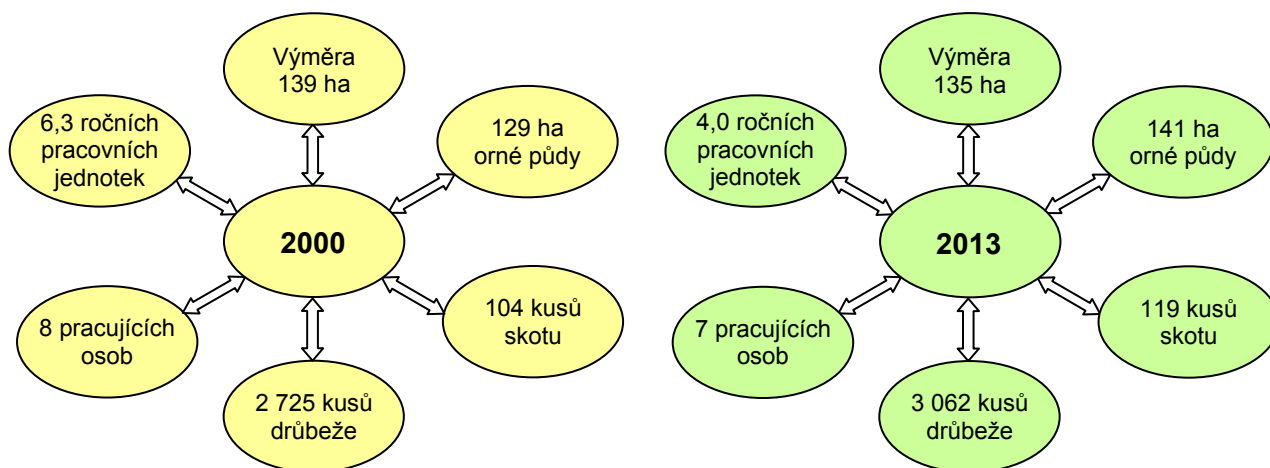 Výměra
139 ha
6,3 ročních
pracovních
jednotek
129 ha
orné půdy
2000
8 pracujících
osob
104 kusů
skotu
2 725 kusů
drůbeže
Výměra
135 ha
4,0 ročních
pracovních
jednotek
141 ha
orné půdy
2013
7 pracujících
osob
119 kusů
skotu
3 062 kusů
drůbeže